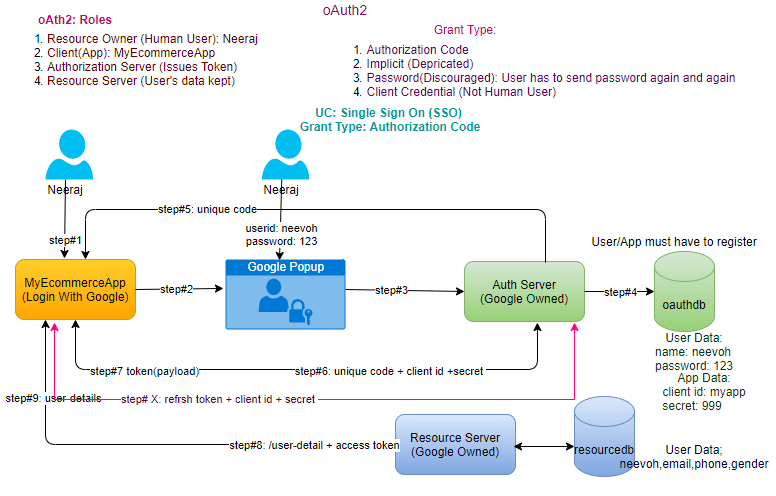 oAuth2
oAth2: Roles
1. Resource Owner (Human User): Neeraj
2. Client(App): MyEcommerceApp
3. Authorization Server (Issues Token)
4. Resource Server (User's data kept)
Grant Type:
1. Authorization Code
2. Implicit (Depricated)
3. Password(Discouraged): User has to send password again and again
4. Client Credential (Not Human User)
UC: Single Sign On (SSO)
Grant Type: Authorization Code
Neeraj
Neeraj
step#5: unique code
userid: neevoh
password: 123
step#1
User/App must have to register
Google Popup
MyEcommerceApp
(Login With Google)
step#2
step#3
Auth Server
(Google Owned)
step#4
oauthdb
User Data:
name: neevoh
password: 123
App Data:
client id: myapp
secret: 999
step#7 token(payload)
step#6: unique code + client id +secret
step#9: user details
step# X: refrsh token + client id + secret
step#8: /user-detail + access token
Resource Server
(Google Owned)
resourcedb
User Data;
neevoh,email,phone,gender